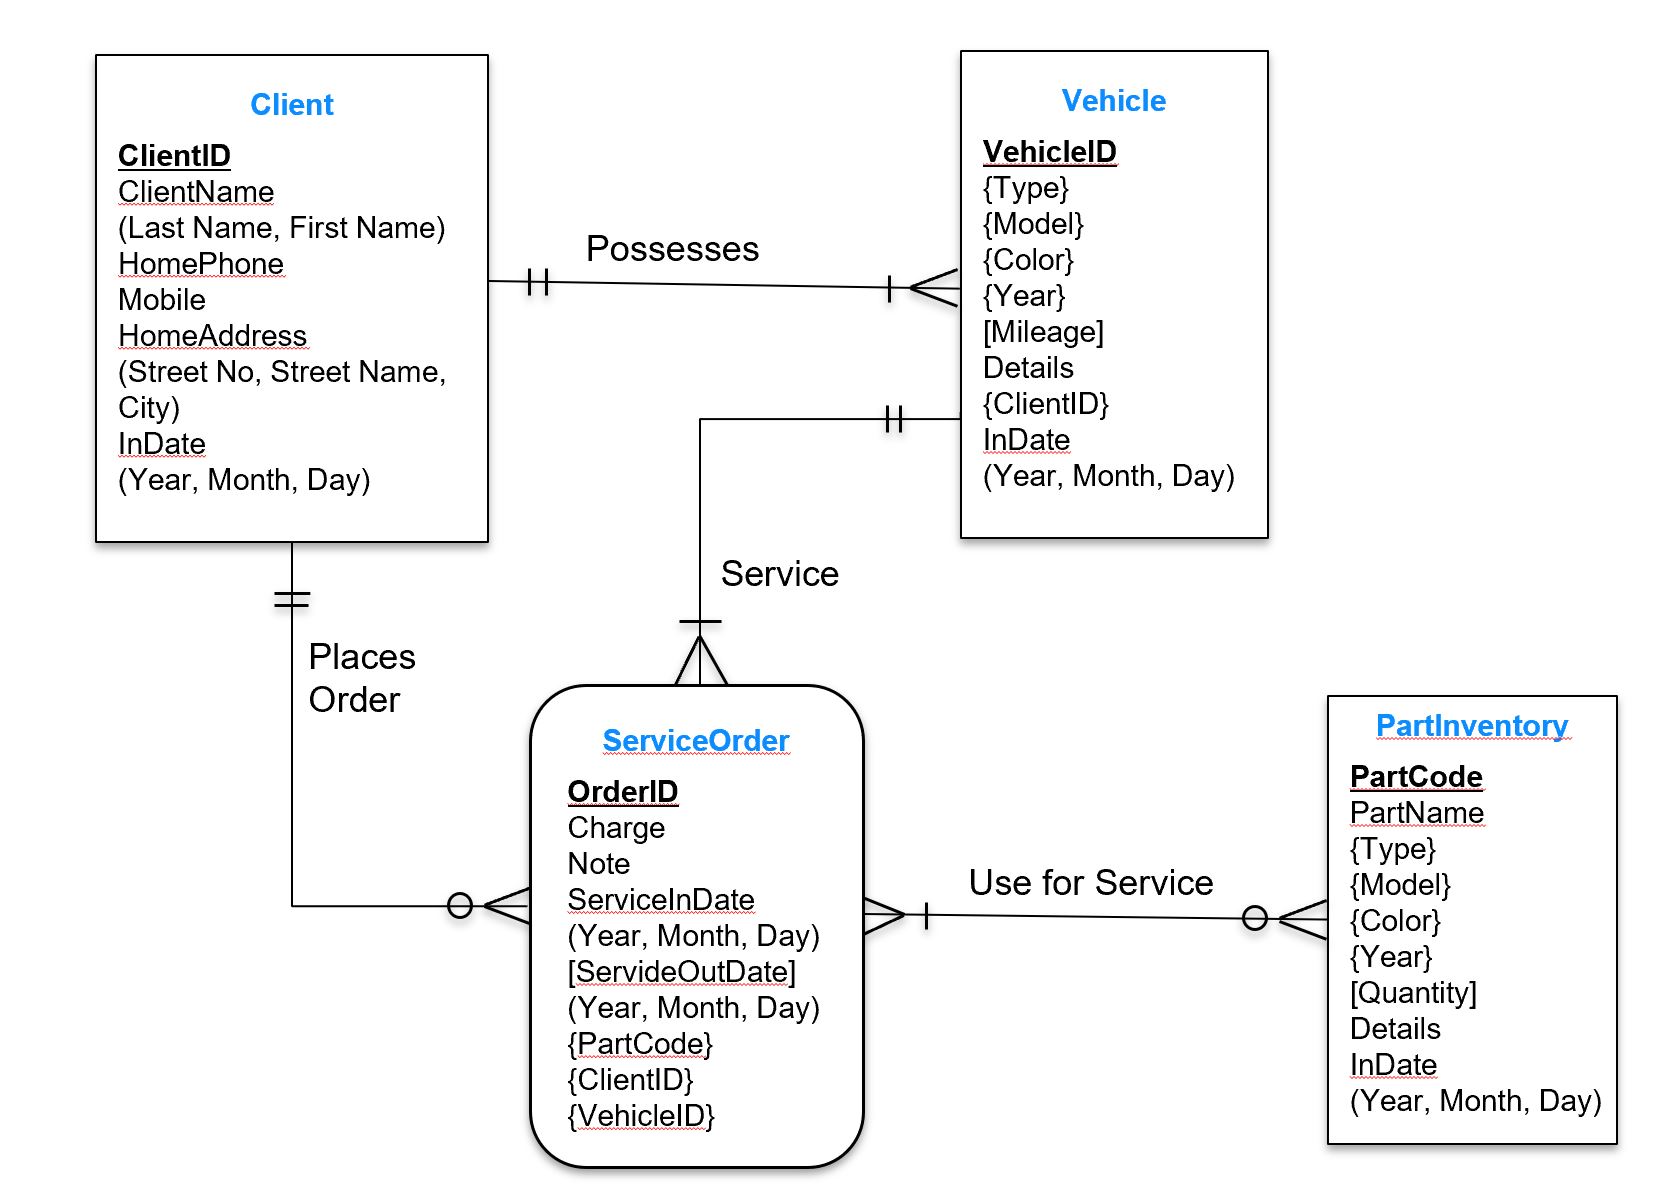 Client
ClientID
ClientName
(Last Name, First Name)
HomePhone
Mobile
HomeAddress
(Street No, Street Name,
City)
InDate
(Year, Month, Day)
Possesses
Vehicle
VehicleID
{Type}
{Model}
{Color}
{Year}
[Mileage]
Details
{ClientID}
InDate
(Year, Month, Day)
Service
Places
Order
ServiceOrder
OrderID
Charge
Note
ServiceInDate
(Year, Month, Day)
[ServideOutDate]
(Year, Month, Day)
{PartCode}
{ClientID}
{VehicleID}
Use for Service
PartInventory
PartCode
PartName
{Type}
{Model}
{Color}
{Year}
[Quantity]
Details
InDate
(Year, Month, Day)